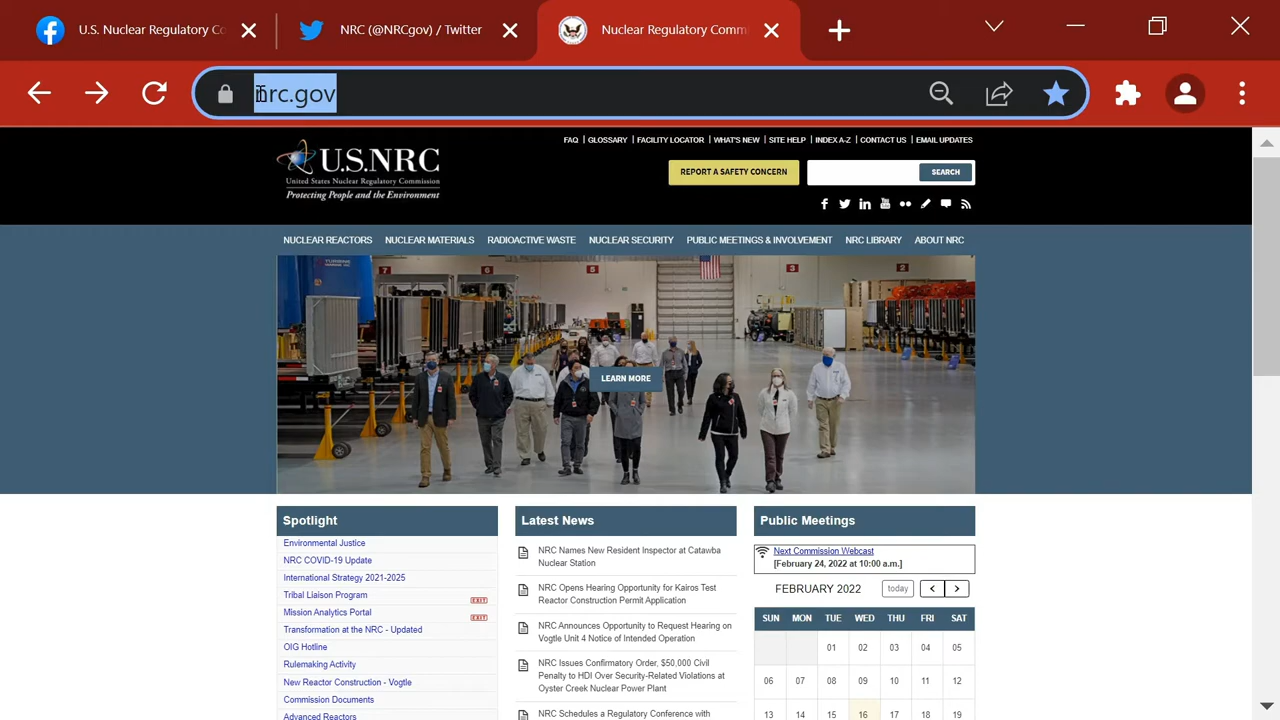 U.S. Nuclear Regulatory Co
NRC (@NRCgov) / Twitter
Nuclear Regulatory Comm
nrc.gov
FAQ GLOSSARY FACILITY LOCATOR WHAT'S NEW SITE HELP INDEX A-Z CONTACT US EMAIL UPDATES
U.S.NRC
United States Nuclear Regulatory Commission
Protecting People and the Environment
REPORT A SAFETY CONCERN
SEARCH
NUCLEAR REACTORS NUCLEAR MATERIALS RADIOACTIVE WASTE NUCLEAR SECURITY PUBLIC MEETINGS & INVOLVEMENT NRC LIBRARY ABOUT NRC
7 6 5 3 2
LEARN MORE
Spotlight
Environmental Justice
NRC COVID-19 Update
International Strategy 2021-2025
Tribal Liaison Program
EXIT
Mission Analytics Portal
EXIT
Transformation at the NRC - Updated
OIG Hotline
Rulemaking Activity
New Reactor Construction - Vogtle
Commission Documents
Advanced Reactors
Latest News
NRC Names New Resident Inspector at Catawba
Nuclear Station
NRC Opens Hearing Opportunity for Kairos Test
Reactor Construction Permit Application
NRC Announces Opportunity to Request Hearing on
Vogtle Unit 4 Notice of Intended Operation
NRC Issues Confirmatory Order, $50,000 Civil
Penalty to HDI Over Security-Related Violations at
Oyster Creek Nuclear Power Plant
NRC Schedules a Regulatory Conference with
Public Meetings
Next Commission Webcast
[February 24, 2022 at 10:00 a.m.]
FEBRUARY 2022 today
SUN MON TUE WED THU FRI SAT
01 02 03 04 05
06 07 08 09 10 11 12
13 14 15 16 17 18 19